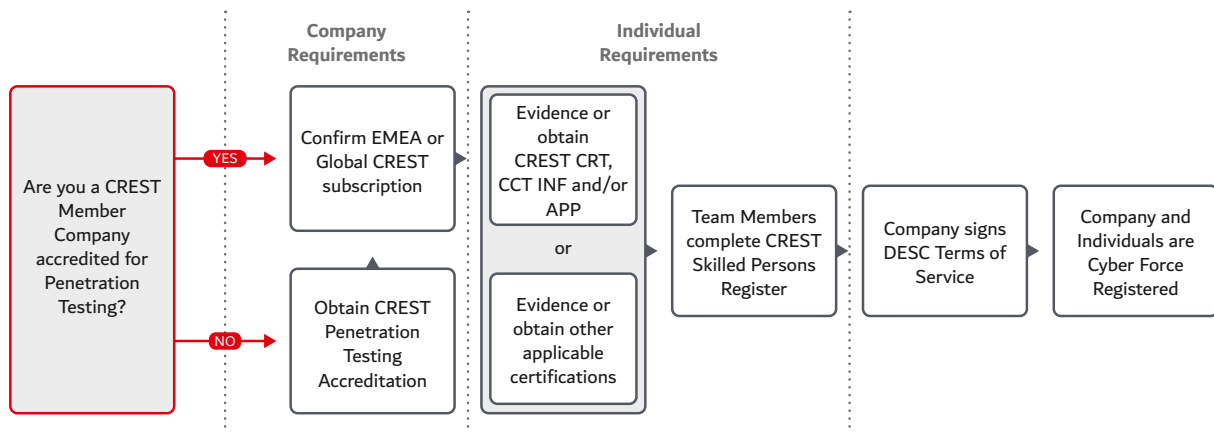 Company
Requirements
Individual
Requirements
Are you a CREST
Member
Company
accredited for
Penetration
Testing?
YES
NO
Confirm EMEA or
Global CREST
subscription
Obtain CREST
Penetration
Testing
Accreditation
Evidence or
obtain
CREST CRT,
CCT INF and/or
APP
or
Evidence or
obtain other
applicable
certifications
Team Members
complete CREST
Skilled Persons
Register
Company signs
DESC Terms of
Service
Company and
Individuals are
Cyber Force
Registered